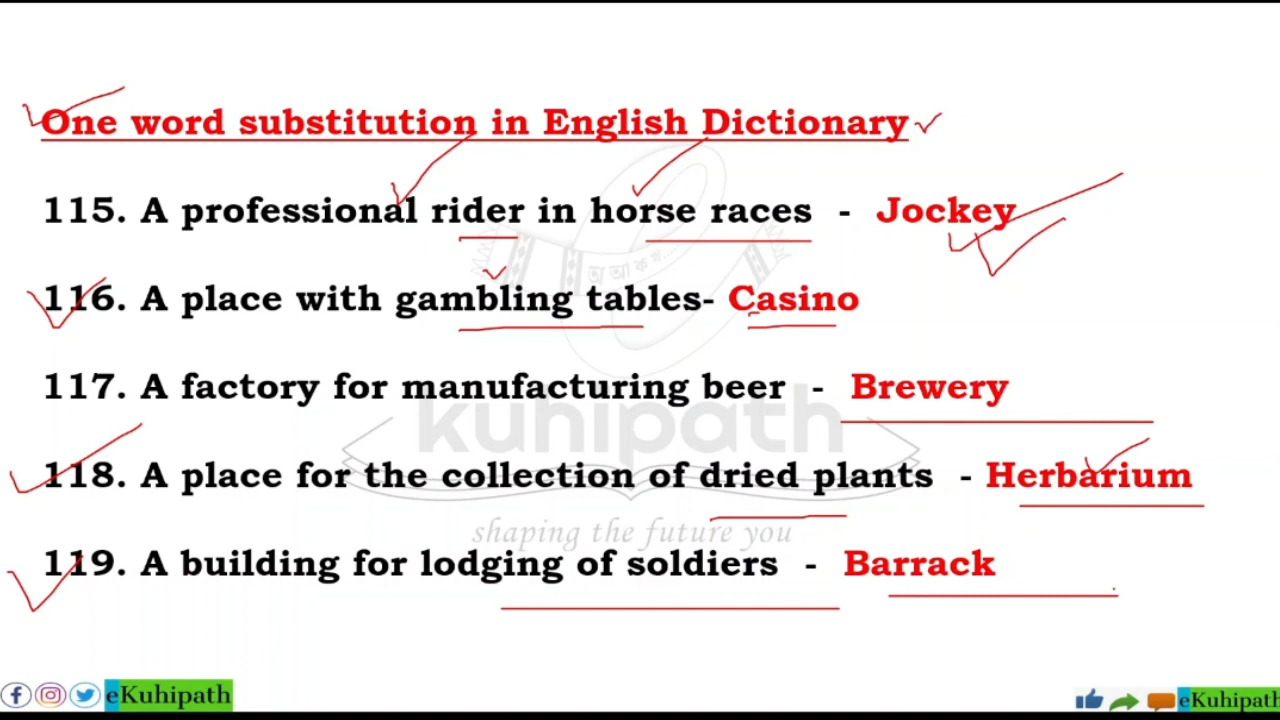 One word substitution in English Dictionary
115. A professional rider in horse races - Jockey
116. A place with gambling tables- Casino
117. A factory for manufacturing beer - Brewery
118. A place for the collection of dried plants - Herbarium
119. A building for lodging of soldiers - Barrack
অ আ ক খ...
kuhipath
shaping the future you
eKuhipath
eKuhipath